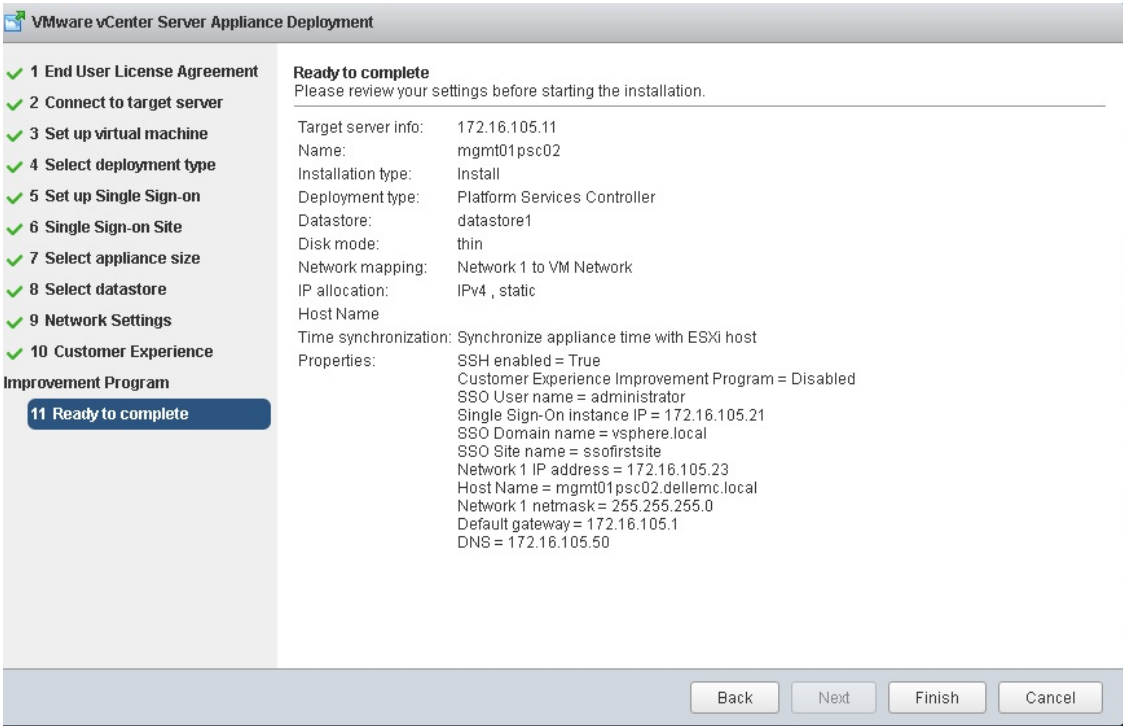 VMware vCenter Server Appliance Deployment
1 End User License Agreement
2 Connect to target server
3 Set up virtual machine
4 Select deployment type
5 Set up Single Sign-on
6 Single Sign-on Site
7 Select appliance size
8 Select datastore
9 Network Settings
10 Customer Experience
Improvement Program
11 Ready to complete
Ready to complete
Please review your settings before starting the installation.
Target server info: 172.16.105.11
Name: mgmt01psc02
Installation type: Install
Deployment type: Platform Services Controller
Datastore: datastore1
Disk mode: thin
Network mapping: Network 1 to VM Network
IP allocation: IPv4 , static
Host Name
Time synchronization: Synchronize appliance time with ESXi host
Properties: SSH enabled = True
Customer Experience Improvement Program = Disabled
SSO User name = administrator
Single Sign-On instance IP = 172.16.105.21
SSO Domain name = vsphere.local
SSO Site name = ssofirstsite
Network 1 IP address = 172.16.105.23
Host Name = mgmt01psc02.dellemc.local
Network 1 netmask = 255.255.255.0
Default gateway = 172.16.105.1
DNS = 172.16.105.50
Back Next Finish Cancel